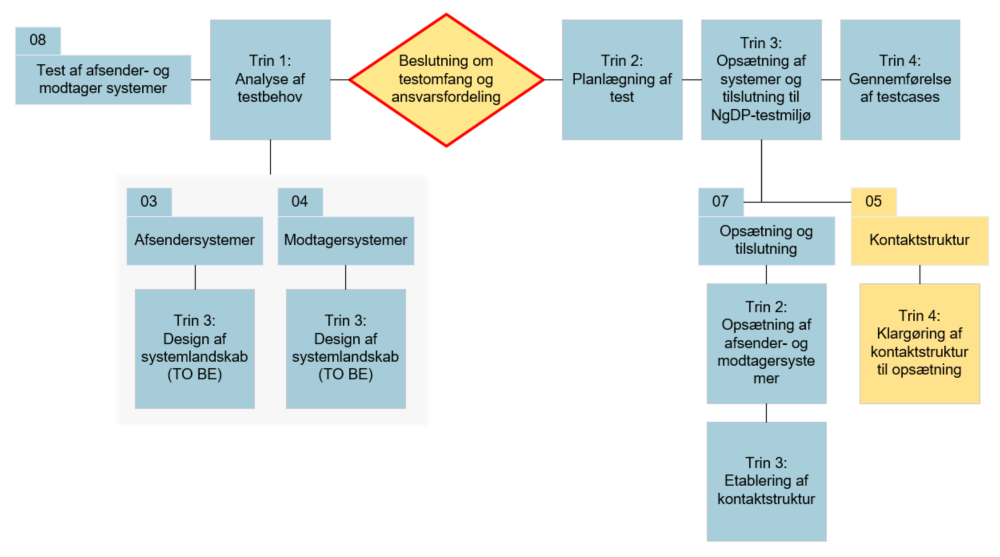 08
Test af afsender- og
modtager systemer
Trin 1:
Analyse af
testbehov
Beslutning om
testomfang og
ansvarsfordeling
Trin 2:
Planlægning af
test
Trin 3:
Opsætning af
systemer og
tilslutning til
NgDP-testmiljø
Trin 4:
Gennemførelse
af testcases
03
Afsendersystemer
Trin 3:
Design af
systemlandskab
(TO BE)
04
Modtagersystemer
Trin 3:
Design af
systemlandskab
(TO BE)
07
Opsætning og
tilslutning
Trin 2:
Opsætning af
afsender- og
modtagersyste
mer
Trin 3:
Etablering af
kontaktstruktur
05
Kontaktstruktur
Trin 4:
Klargøring af
kontaktstruktur
til opsætning